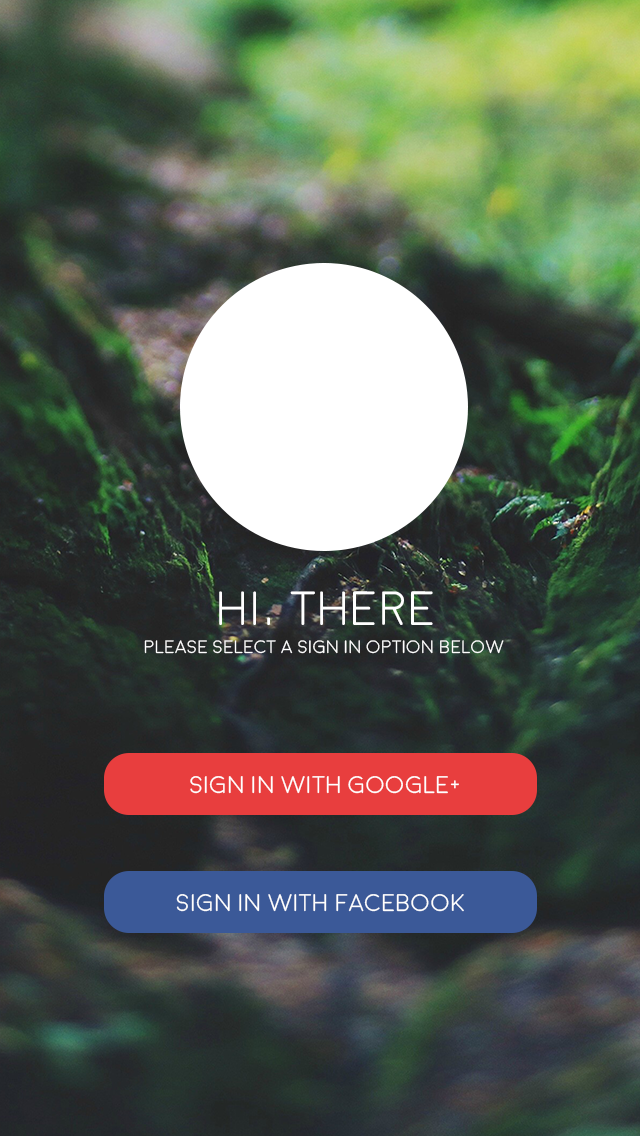 HI, THERE
PLEASE SELECT A SIGN IN OPTION BELOW
SIGN IN WITH GOOGLE+
SIGN IN WITH FACEBOOK